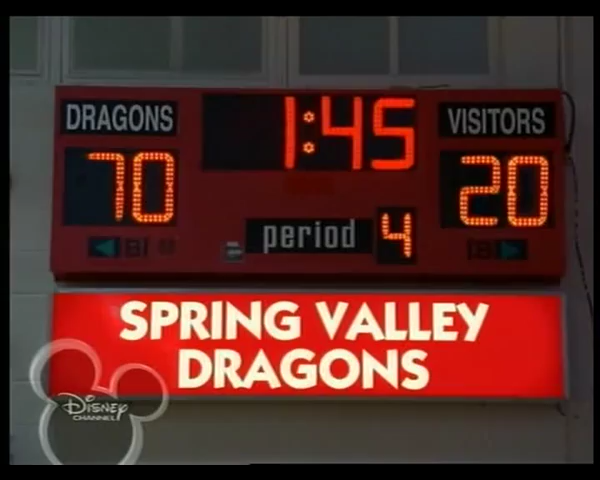 DRAGONS 1:45 VISITORS
70 20
B period 4 B
SPRING VALLEY
DRAGONS
Disney
CHANNEL